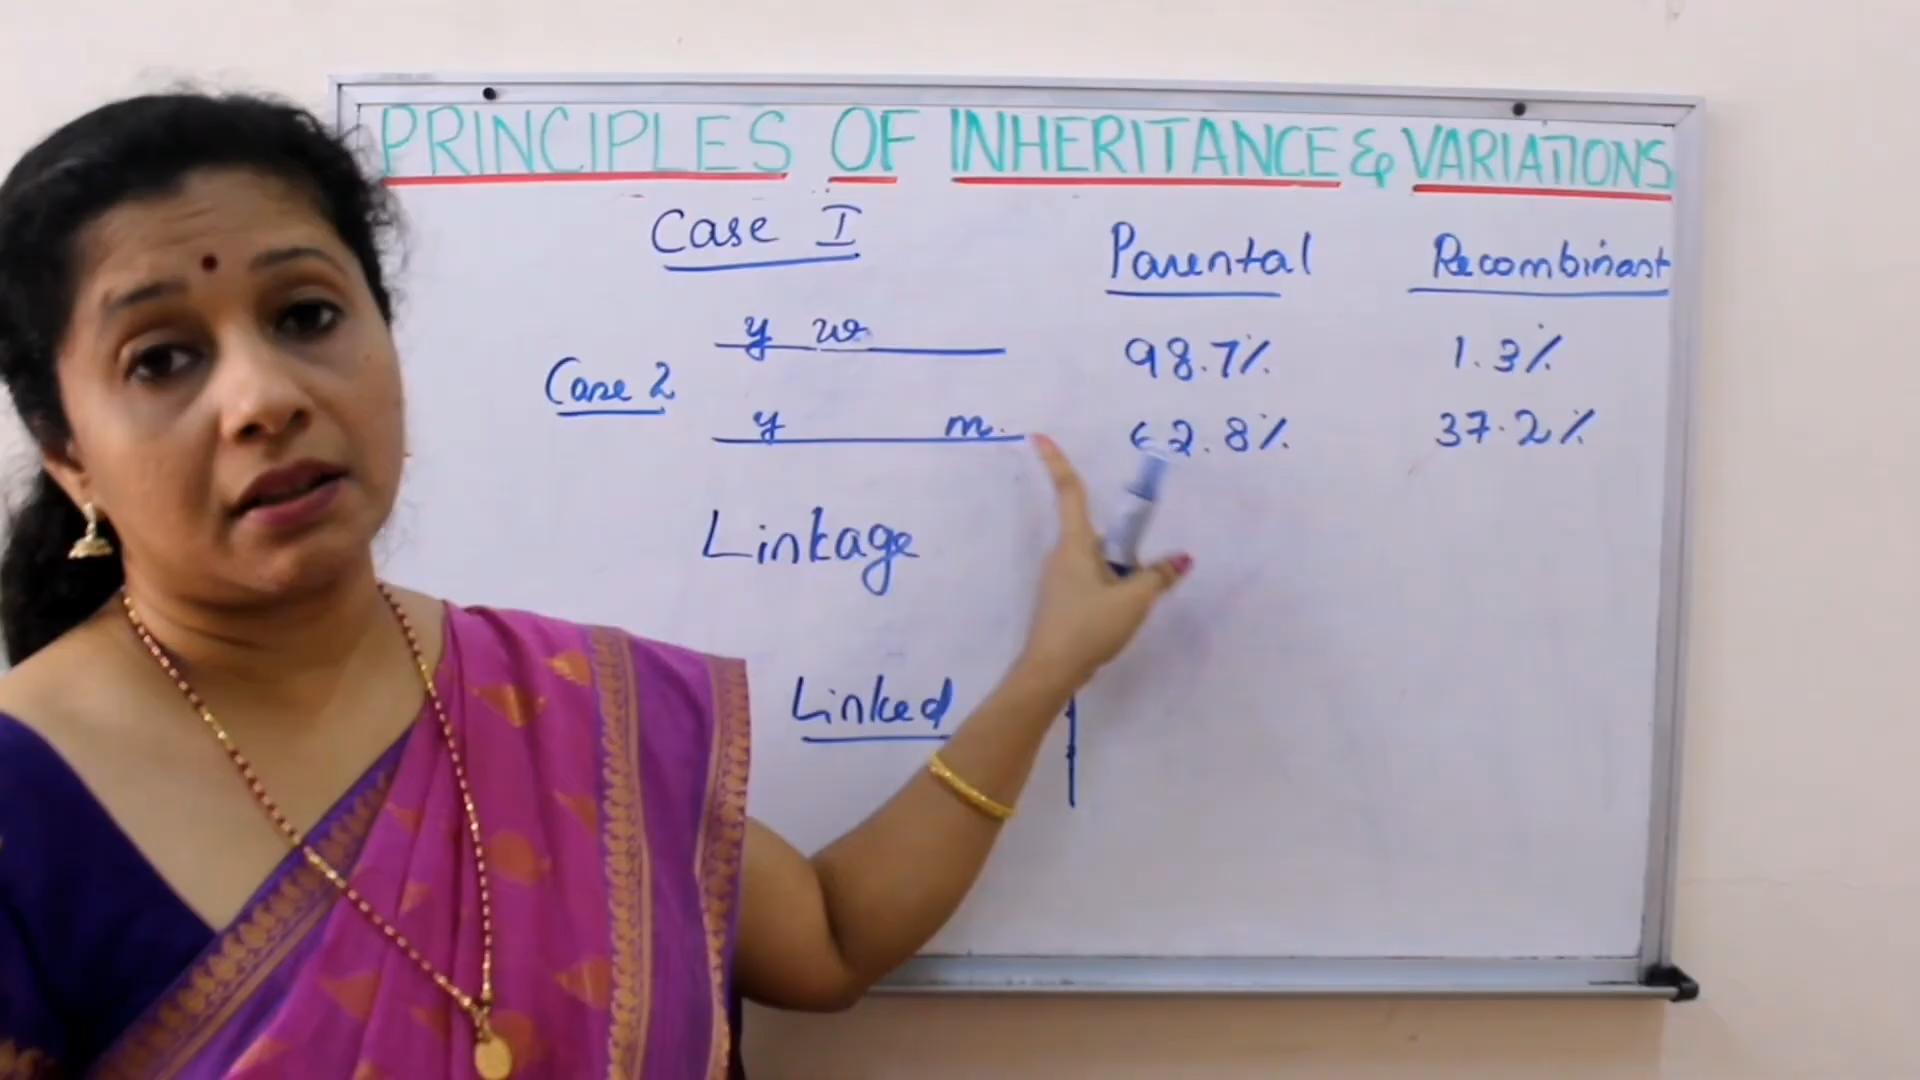 PRINCIPLES OF INHERITANCE & VARIATIONS
Case I Parental Recombinant
y w 98.7% 1.3%
Case 2
y m 62.8% 37.2%
Linkage
Linked